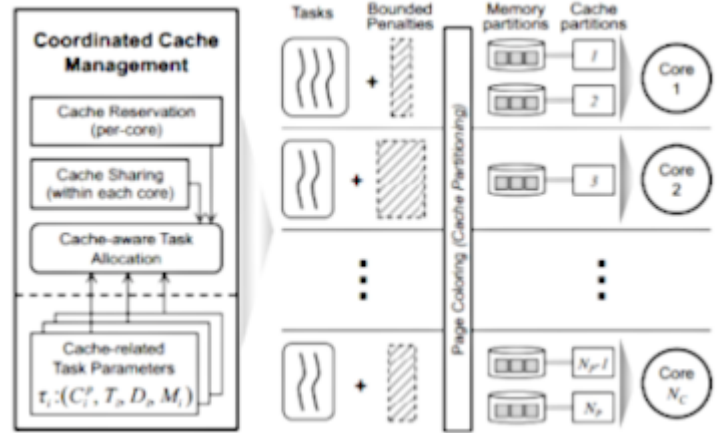 Coordinated Cache
Management
Cache Reservation
(per-core)
Cache Sharing
(within each core)
Cache-aware Task
Allocation
Cache-related
Task Parameters
τᵢ:(Cᵢᵖ, Tᵢ, Dᵢ, Mᵢ)
Tasks
Bounded
Penalties
Memory
partitions
Cache
partitions
+
1
2
Core
1
+
3
Core
2
Page Coloring (Cache Partitioning)
+
Nₚ-1
Nₚ
Core
N_C